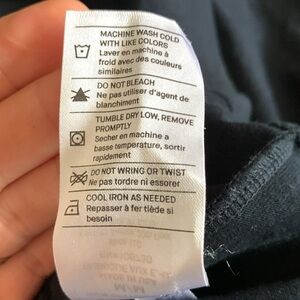 MACHINE WASH COLD
WITH LIKE COLORS
Laver en machine à
froid avec des couleurs
similaires
DO NOT BLEACH
Ne pas utiliser d'agent de
blanchiment
TUMBLE DRY LOW, REMOVE
PROMPTLY
Secher en machine a
basse temperature, sortir
rapidement
DO NOT WRING OR TWIST
Ne pas tordre ni essorer
COOL IRON AS NEEDED
Repasser à fer tiède si
besoin